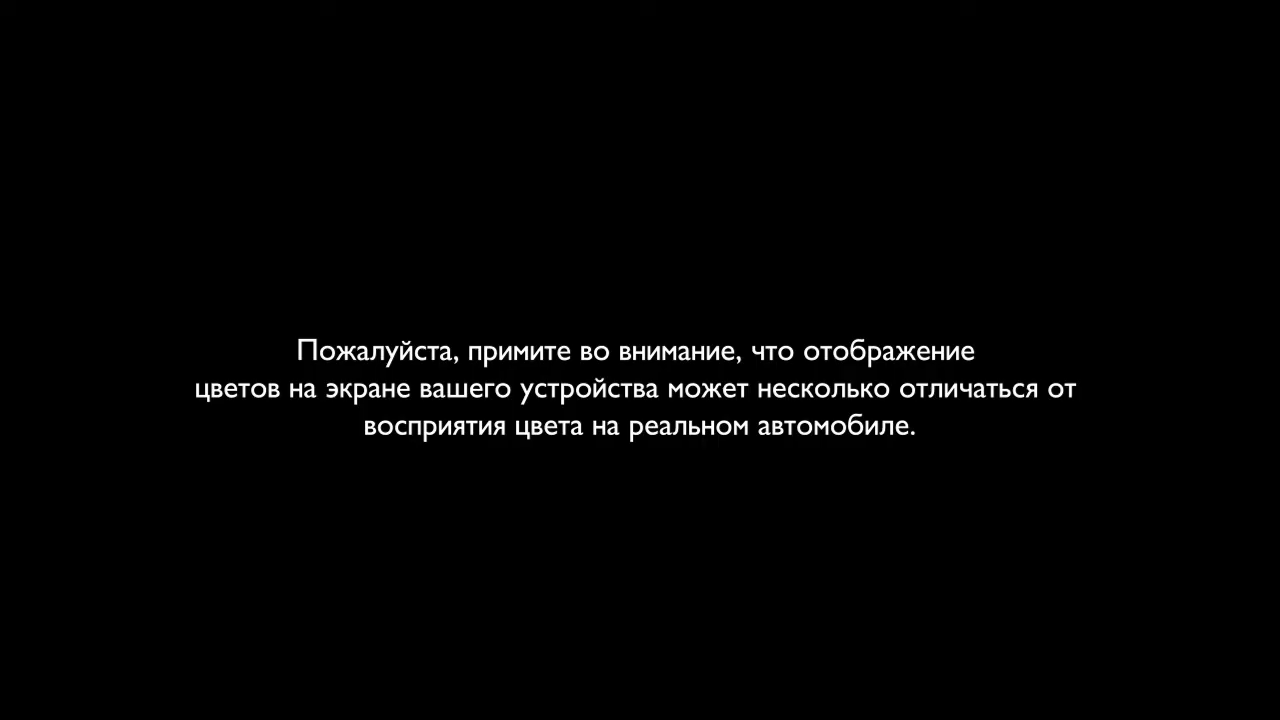 Пожалуйста, примите во внимание, что отображение
цветов на экране вашего устройства может несколько отличаться от
восприятия цвета на реальном автомобиле.